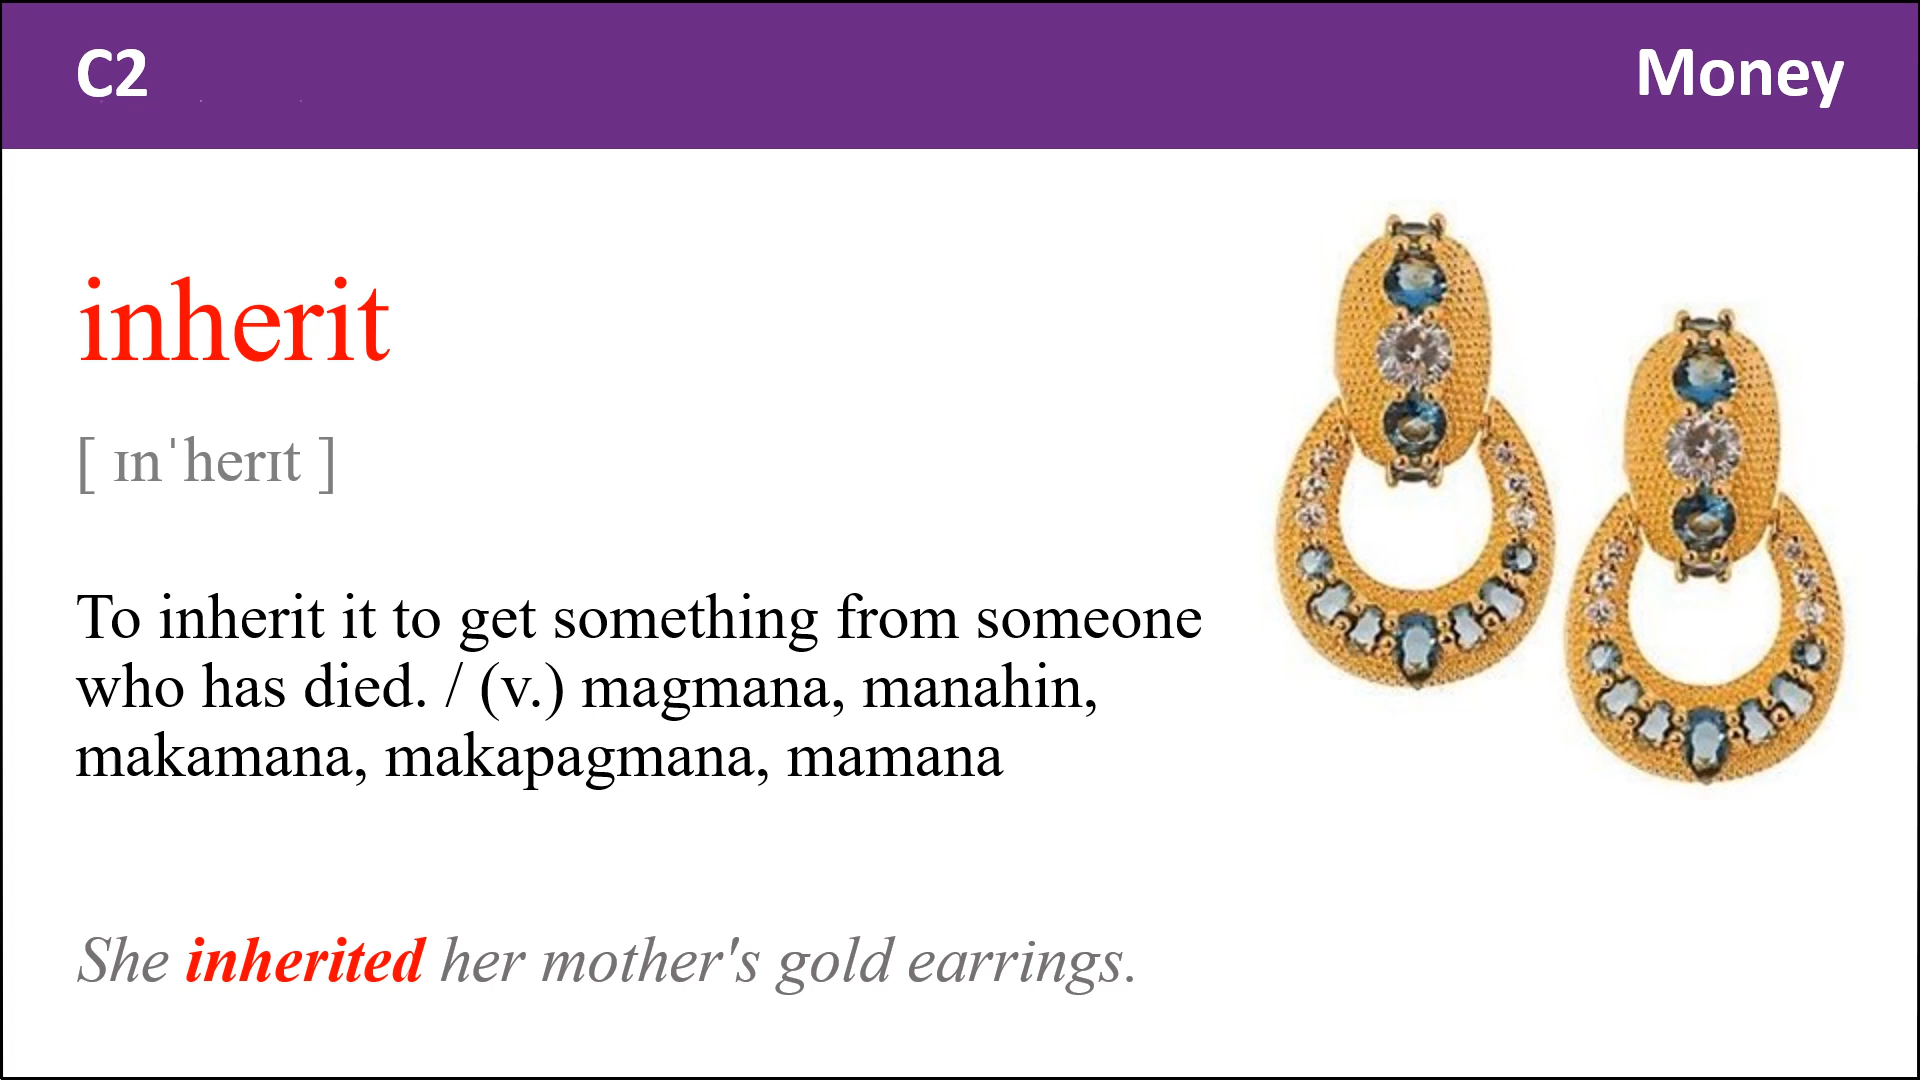 C2
Money
inherit
[ ɪnˈherɪt ]
To inherit it to get something from someone
who has died. / (v.) magmana, manahin,
makamana, makapagmana, mamana
She inherited her mother's gold earrings.